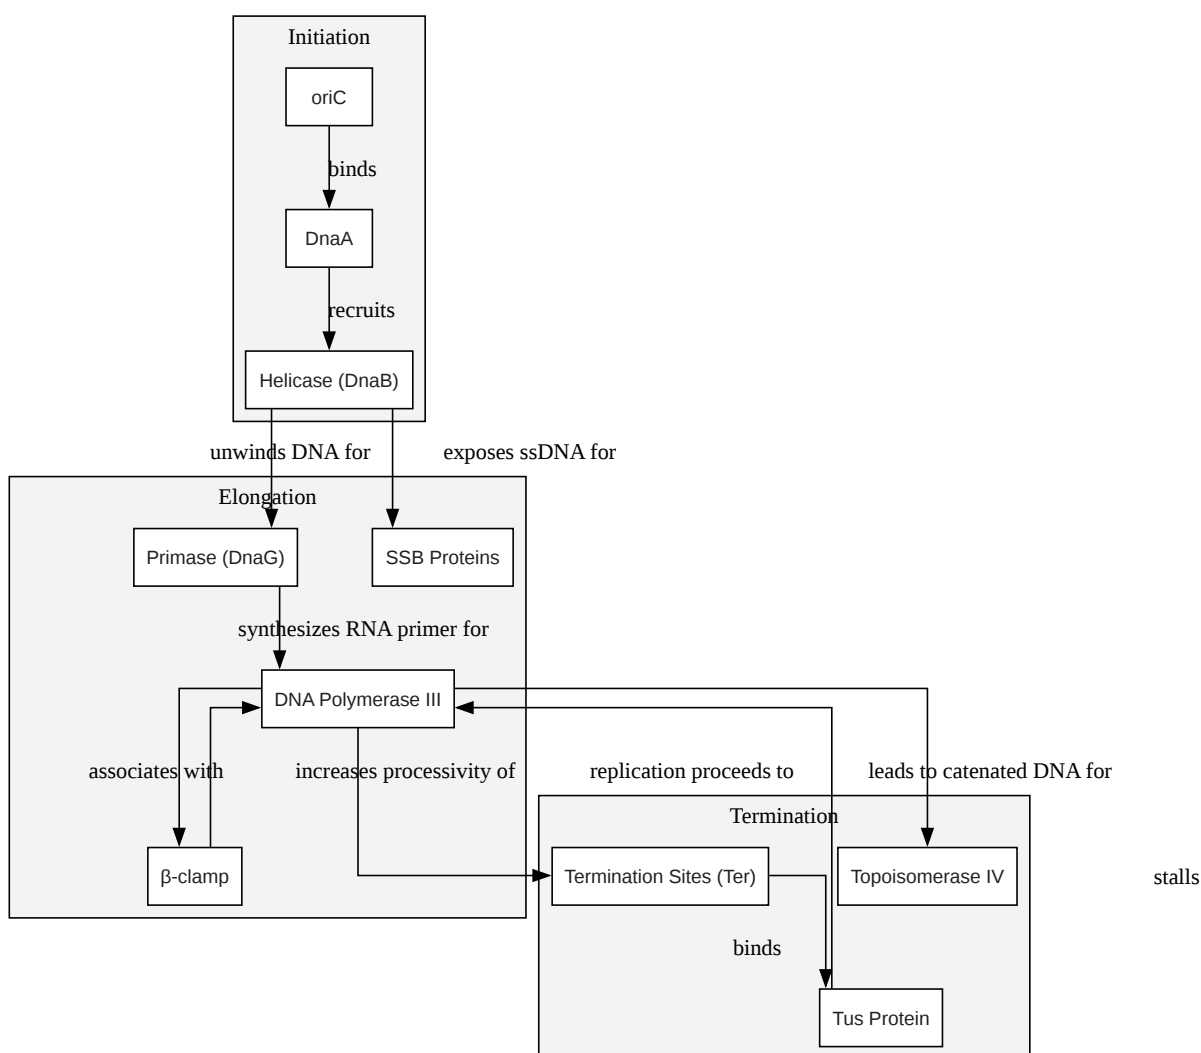 Initiation
oriC
binds
DnaA
recruits
Helicase (DnaB)
unwinds DNA for
exposes ssDNA for
Elongation
Primase (DnaG)
SSB Proteins
synthesizes RNA primer for
DNA Polymerase III
associates with
increases processivity of
replication proceeds to
leads to catenated DNA for
Termination
β-clamp
Termination Sites (Ter)
Topoisomerase IV
stalls
binds
Tus Protein